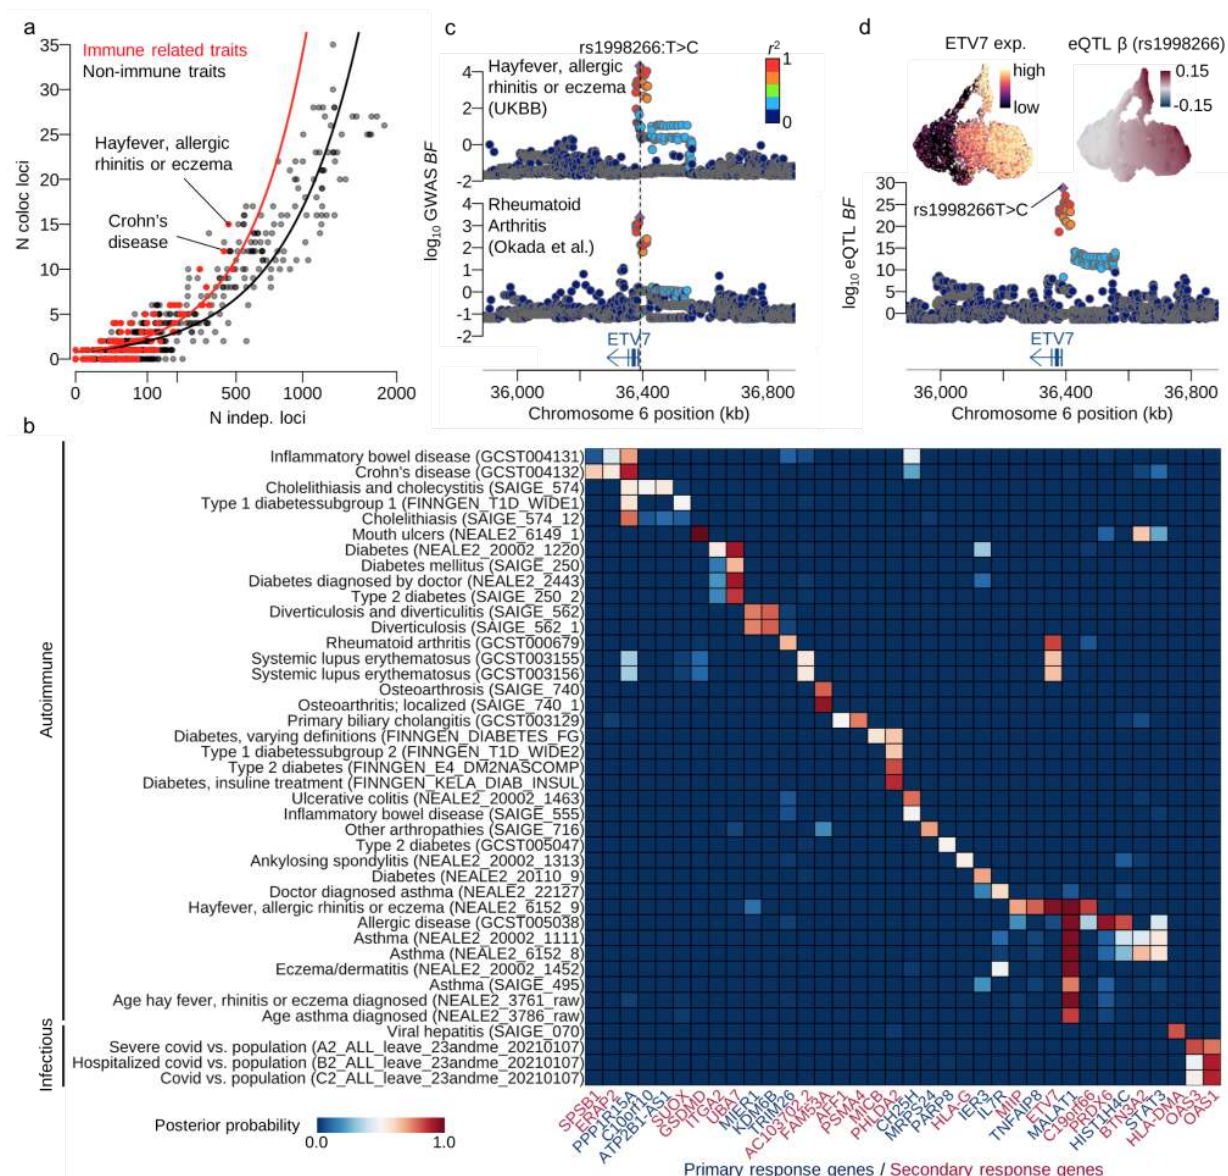 a
35
30
25
20
15
10
5
0
N coloc loci
Immune related traits
Non-immune traits
Hayfever, allergic
rhinitis or eczema
Crohn's
disease
0
100
500
1000
2000
N indep. loci
c
rs1998266:T>C
r²
1
0
Hayfever, allergic
rhinitis or eczema
(UKBB)
4
2
0
-2
log₁₀ GWAS BF
Rheumatoid
Arthritis
(Okada et al.)
4
3
2
1
0
-1
-2
ETV7
36,000
36,400
36,800
Chromosome 6 position (kb)
d
ETV7 exp.
high
low
eQTL β (rs1998266)
0.15
-0.15
rs1998266T>C
30
25
20
15
10
5
0
log₁₀ eQTL BF
ETV7
36,000
36,400
36,800
Chromosome 6 position (kb)
b
Autoimmune
Inflammatory bowel disease (GCST004131)
Crohn's disease (GCST004132)
Cholelithiasis and cholecystitis (SAIGE_574)
Type 1 diabetessubgroup 1 (FINNGEN_T1D_WIDE1)
Cholelithiasis (SAIGE_574_12)
Mouth ulcers (NEALE2_6149_1)
Diabetes (NEALE2_20002_1220)
Diabetes mellitus (SAIGE_250)
Diabetes diagnosed by doctor (NEALE2_2443)
Type 2 diabetes (SAIGE_250_2)
Diverticulosis and diverticulitis (SAIGE_562)
Diverticulosis (SAIGE_562_1)
Rheumatoid arthritis (GCST000679)
Systemic lupus erythematosus (GCST003155)
Systemic lupus erythematosus (GCST003156)
Osteoarthrosis (SAIGE_740)
Osteoarthritis; localized (SAIGE_740_1)
Primary biliary cholangitis (GCST003129)
Diabetes, varying definitions (FINNGEN_DIABETES_FG)
Type 1 diabetessubgroup 2 (FINNGEN_T1D_WIDE2)
Type 2 diabetes (FINNGEN_E4_DM2NASCOMP)
Diabetes, insuline treatment (FINNGEN_KELA_DIAB_INSUL)
Ulcerative colitis (NEALE2_20002_1463)
Inflammatory bowel disease (SAIGE_555)
Other arthropathies (SAIGE_716)
Type 2 diabetes (GCST005047)
Ankylosing spondylitis (NEALE2_20002_1313)
Diabetes (NEALE2_20110_9)
Doctor diagnosed asthma (NEALE2_22127)
Hayfever, allergic rhinitis or eczema (NEALE2_6152_9)
Allergic disease (GCST005038)
Asthma (NEALE2_20002_1111)
Asthma (NEALE2_6152_8)
Eczema/dermatitis (NEALE2_20002_1452)
Asthma (SAIGE_495)
Age hay fever, rhinitis or eczema diagnosed (NEALE2_3761_raw)
Age asthma diagnosed (NEALE2_3786_raw)
Infectious
Viral hepatitis (SAIGE_070)
Severe covid vs. population (A2_ALL_leave_23andme_20210107)
Hospitalized covid vs. population (B2_ALL_leave_23andme_20210107)
Covid vs. population (C2_ALL_leave_23andme_20210107)
SPSB1
ERAP2
PPP1R15A
C10orf10
ATP2B1-AS1
SUOX
GSDMD
ITGA2
UBA7
MIER1
KDM6B
TRIM26
AC103702.2
FAM53A
AFF1
PSMA4
MICB
PHLDA2
CH25H
MRPS24
PARP8
HLA-G
IER3
IL7R
MIIP
TNFAIP8
ETV7
MALAT1
C19orf66
PRDX6
HIST1H4C
BTN3A2
STAT3
HLA-DMA
OAS3
OAS1
Posterior probability
0.0
1.0
Primary response genes / Secondary response genes